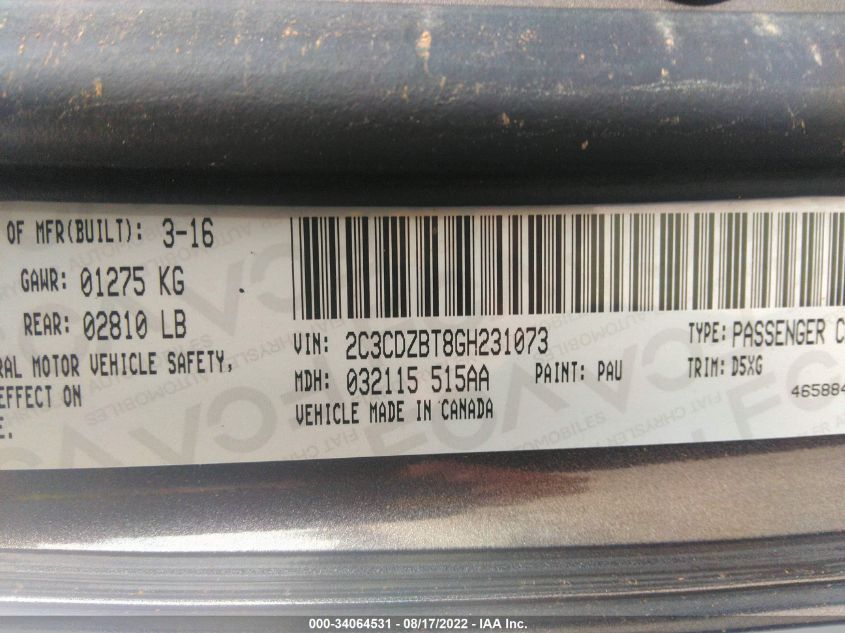 OF MFR(BUILT): 3-16
GAWR: 01275 KG
REAR: 02810 LB
RAL MOTOR VEHICLE SAFETY,
EFFECT ON
E.
VIN: 2C3CDZBT8GH231073
TYPE: PASSENGER C
MDH: 032115 515AA PAINT: PAU
TRIM: D5XG
VEHICLE MADE IN CANADA
465884
000-34064531 - 08/17/2022 - IAA Inc.